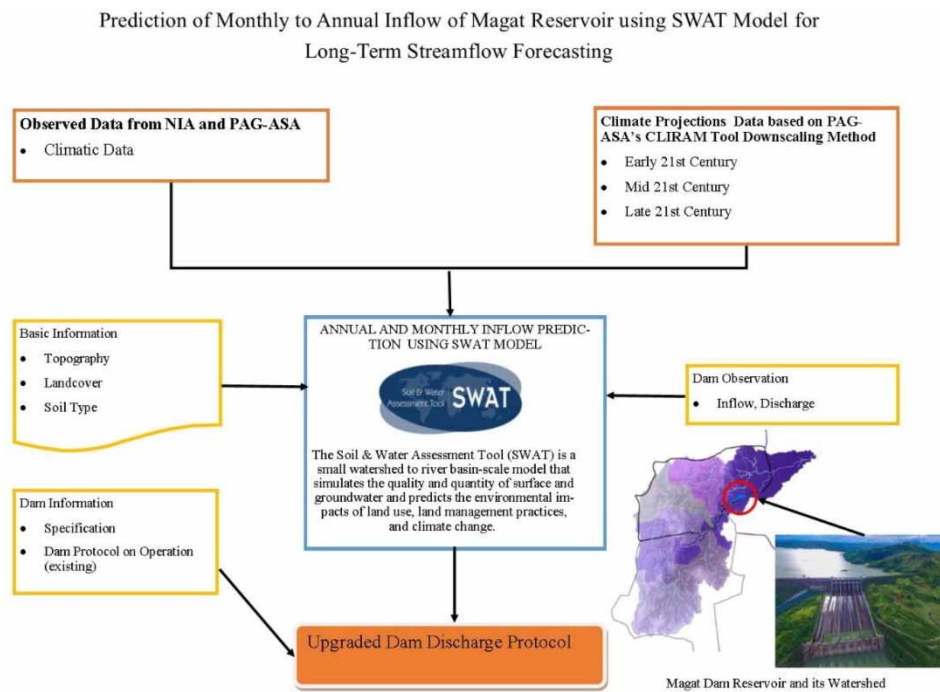 Prediction of Monthly to Annual Inflow of Magat Reservoir using SWAT Model for
Long-Term Streamflow Forecasting
Observed Data from NIA and PAG-ASA
• Climatic Data
Climate Projections Data based on PAG-
ASA's CLIRAM Tool Downscaling Method
• Early 21st Century
• Mid 21st Century
• Late 21st Century
Basic Information
• Topography
• Landcover
• Soil Type
ANNUAL AND MONTHLY INFLOW PREDIC-
TION USING SWAT MODEL
Soil & Water
Assessment Tool
SWAT
The Soil & Water Assessment Tool (SWAT) is a
small watershed to river basin-scale model that
simulates the quality and quantity of surface and
groundwater and predicts the environmental im-
pacts of land use, land management practices,
and climate change.
Dam Observation
• Inflow, Discharge
Dam Information
• Specification
• Dam Protocol on Operation
(existing)
Upgraded Dam Discharge Protocol
Magat Dam Reservoir and its Watershed